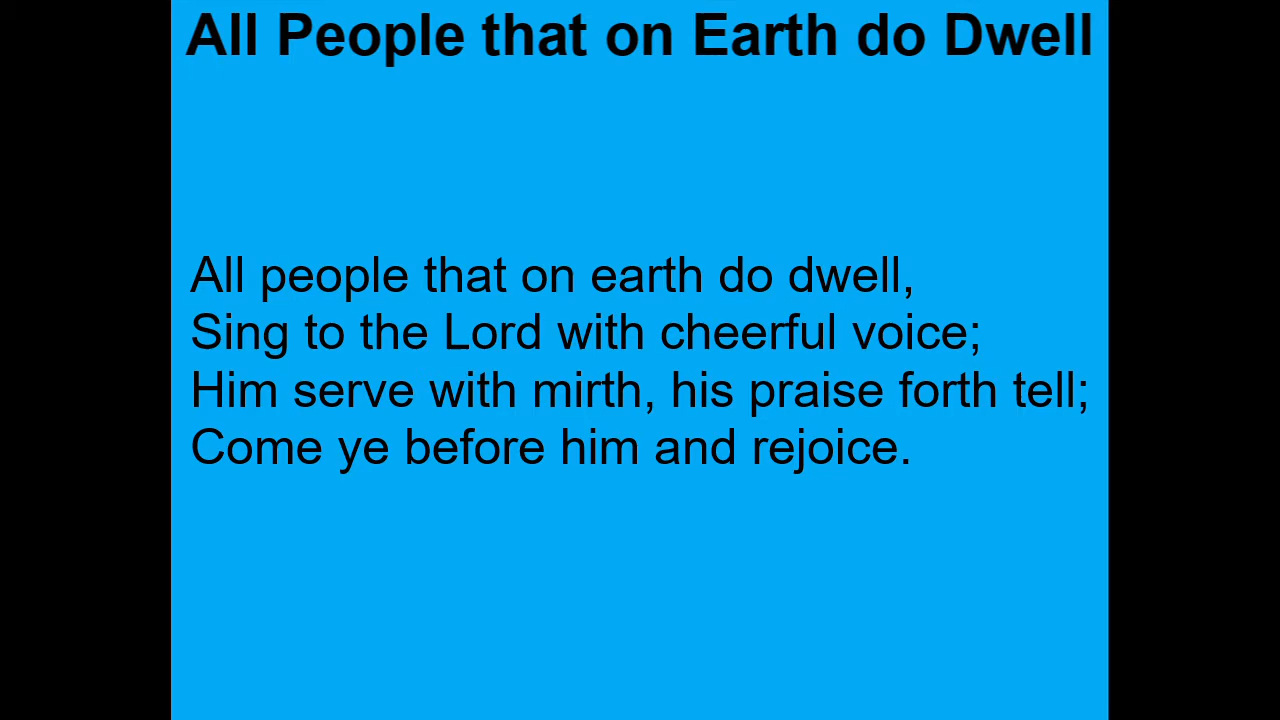 All People that on Earth do Dwell
All people that on earth do dwell,
Sing to the Lord with cheerful voice;
Him serve with mirth, his praise forth tell;
Come ye before him and rejoice.